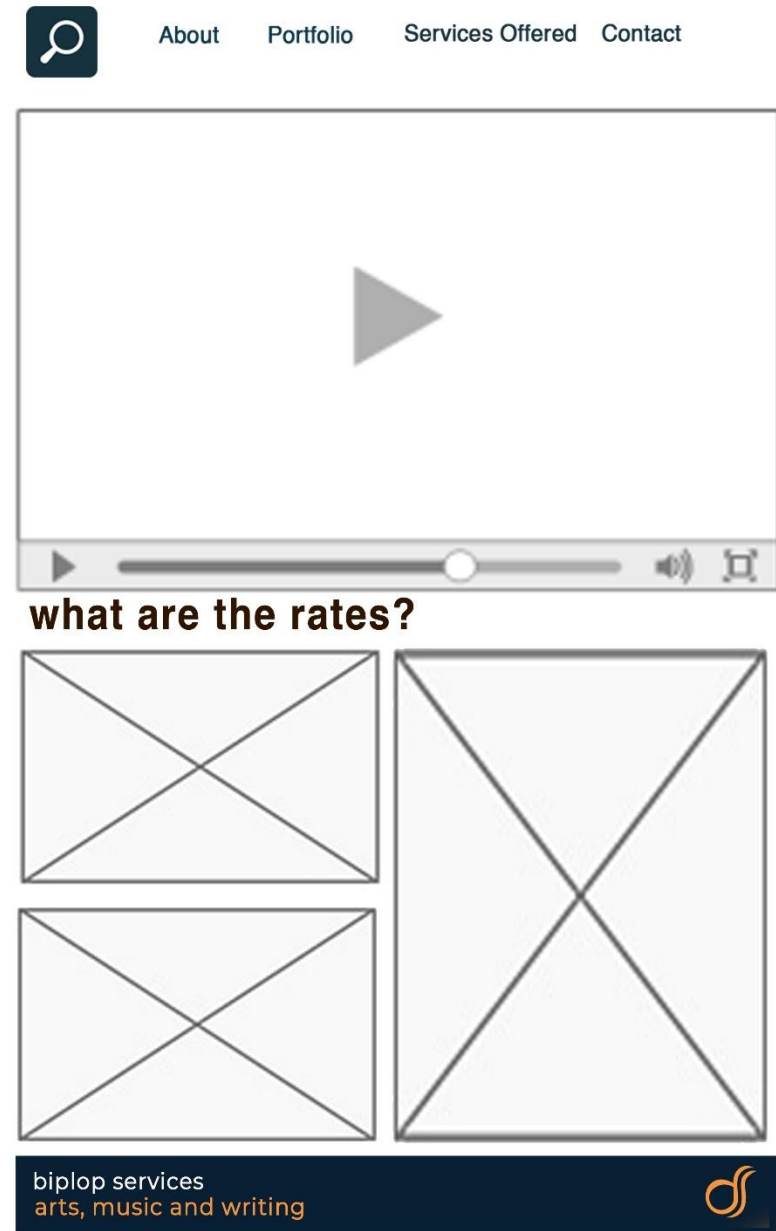 About Portfolio Services Offered Contact
what are the rates?
biplop services
arts, music and writing